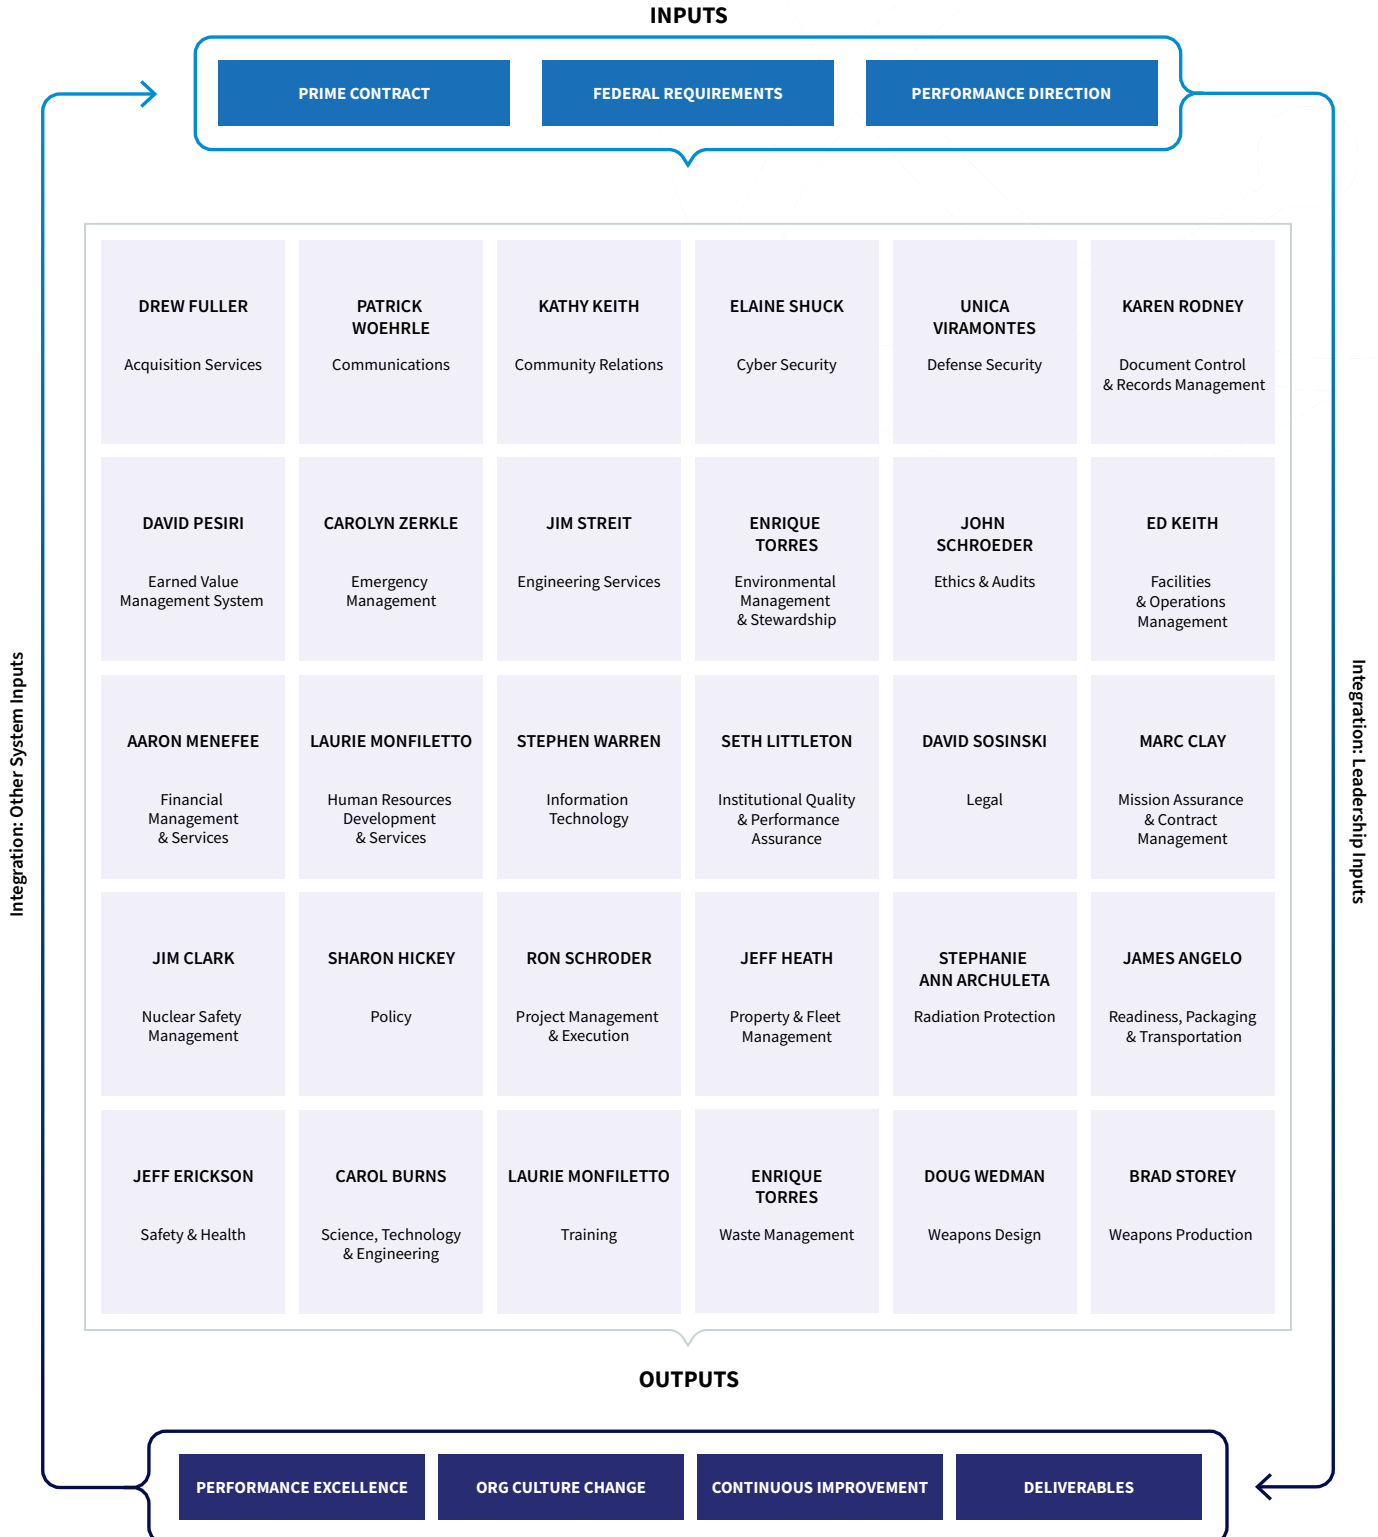 INPUTS
PRIME CONTRACT
FEDERAL REQUIREMENTS
PERFORMANCE DIRECTION
DREW FULLER
Acquisition Services
PATRICK
WOEHRLE
Communications
KATHY KEITH
Community Relations
ELAINE SHUCK
Cyber Security
UNICA
VIRAMONTES
Defense Security
KAREN RODNEY
Document Control
& Records Management
DAVID PESIRI
Earned Value
Management System
CAROLYN ZERKLE
Emergency
Management
JIM STREIT
Engineering Services
ENRIQUE
TORRES
Environmental
Management
& Stewardship
JOHN
SCHROEDER
Ethics & Audits
ED KEITH
Facilities
& Operations
Management
AARON MENEFEE
Financial
Management
& Services
LAURIE MONFILETTO
Human Resources
Development
& Services
STEPHEN WARREN
Information
Technology
SETH LITTLETON
Institutional Quality
& Performance
Assurance
DAVID SOSINSKI
Legal
MARC CLAY
Mission Assurance
& Contract
Management
JIM CLARK
Nuclear Safety
Management
SHARON HICKEY
Policy
RON SCHRODER
Project Management
& Execution
JEFF HEATH
Property & Fleet
Management
STEPHANIE
ANN ARCHULETA
Radiation Protection
JAMES ANGELO
Readiness, Packaging
& Transportation
JEFF ERICKSON
Safety & Health
CAROL BURNS
Science, Technology
& Engineering
LAURIE MONFILETTO
Training
ENRIQUE
TORRES
Waste Management
DOUG WEDMAN
Weapons Design
BRAD STOREY
Weapons Production
Integration: Other System Inputs
Integration: Leadership Inputs
OUTPUTS
PERFORMANCE EXCELLENCE
ORG CULTURE CHANGE
CONTINUOUS IMPROVEMENT
DELIVERABLES